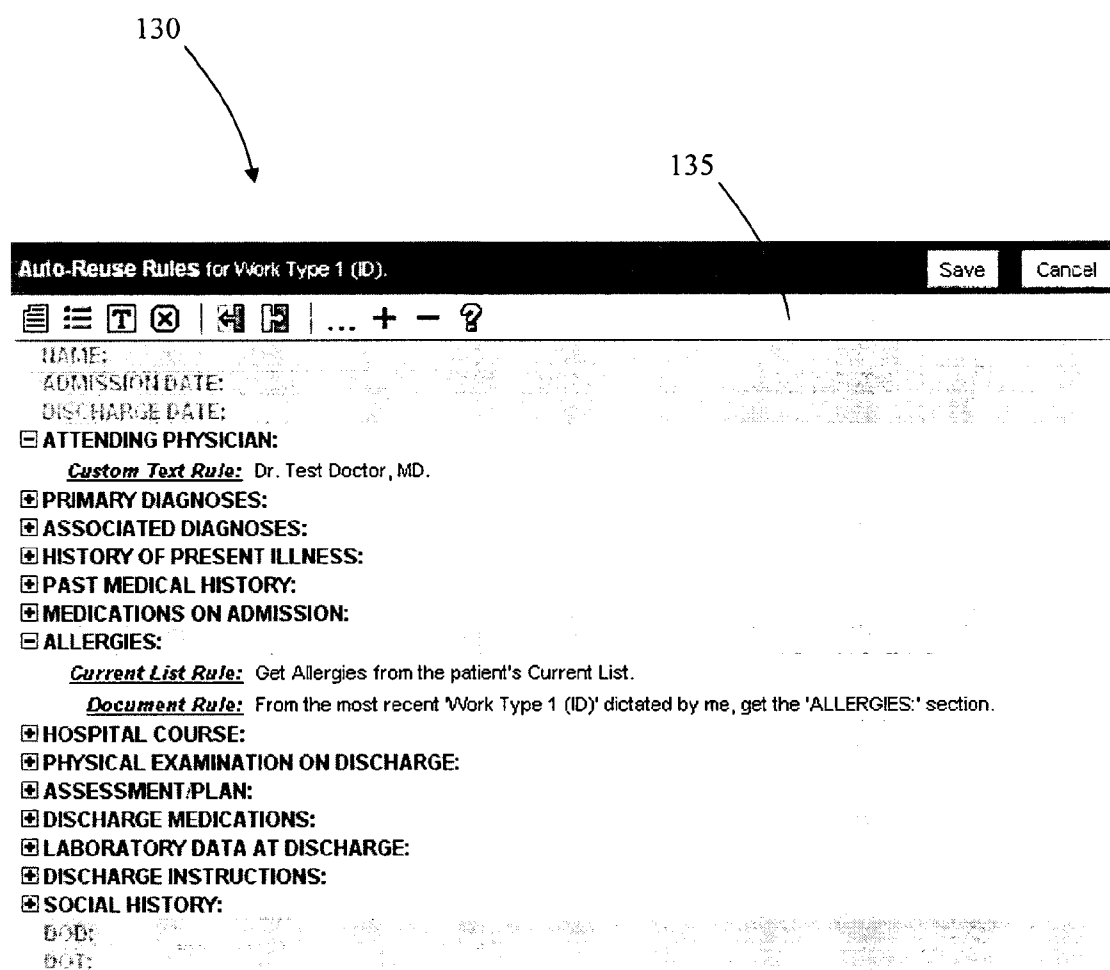 130
135
Auto-Reuse Rules for Work Type 1 (ID). Save Cancel
T ... + − ?
NAME:
ADMISSION DATE:
DISCHARGE DATE:
ATTENDING PHYSICIAN:
Custom Text Rule: Dr. Test Doctor, MD.
PRIMARY DIAGNOSES:
ASSOCIATED DIAGNOSES:
HISTORY OF PRESENT ILLNESS:
PAST MEDICAL HISTORY:
MEDICATIONS ON ADMISSION:
ALLERGIES:
Current List Rule: Get Allergies from the patient's Current List.
Document Rule: From the most recent 'Work Type 1 (ID)' dictated by me, get the 'ALLERGIES:' section.
HOSPITAL COURSE:
PHYSICAL EXAMINATION ON DISCHARGE:
ASSESSMENT/PLAN:
DISCHARGE MEDICATIONS:
LABORATORY DATA AT DISCHARGE:
DISCHARGE INSTRUCTIONS:
SOCIAL HISTORY:
DOD:
DOT: